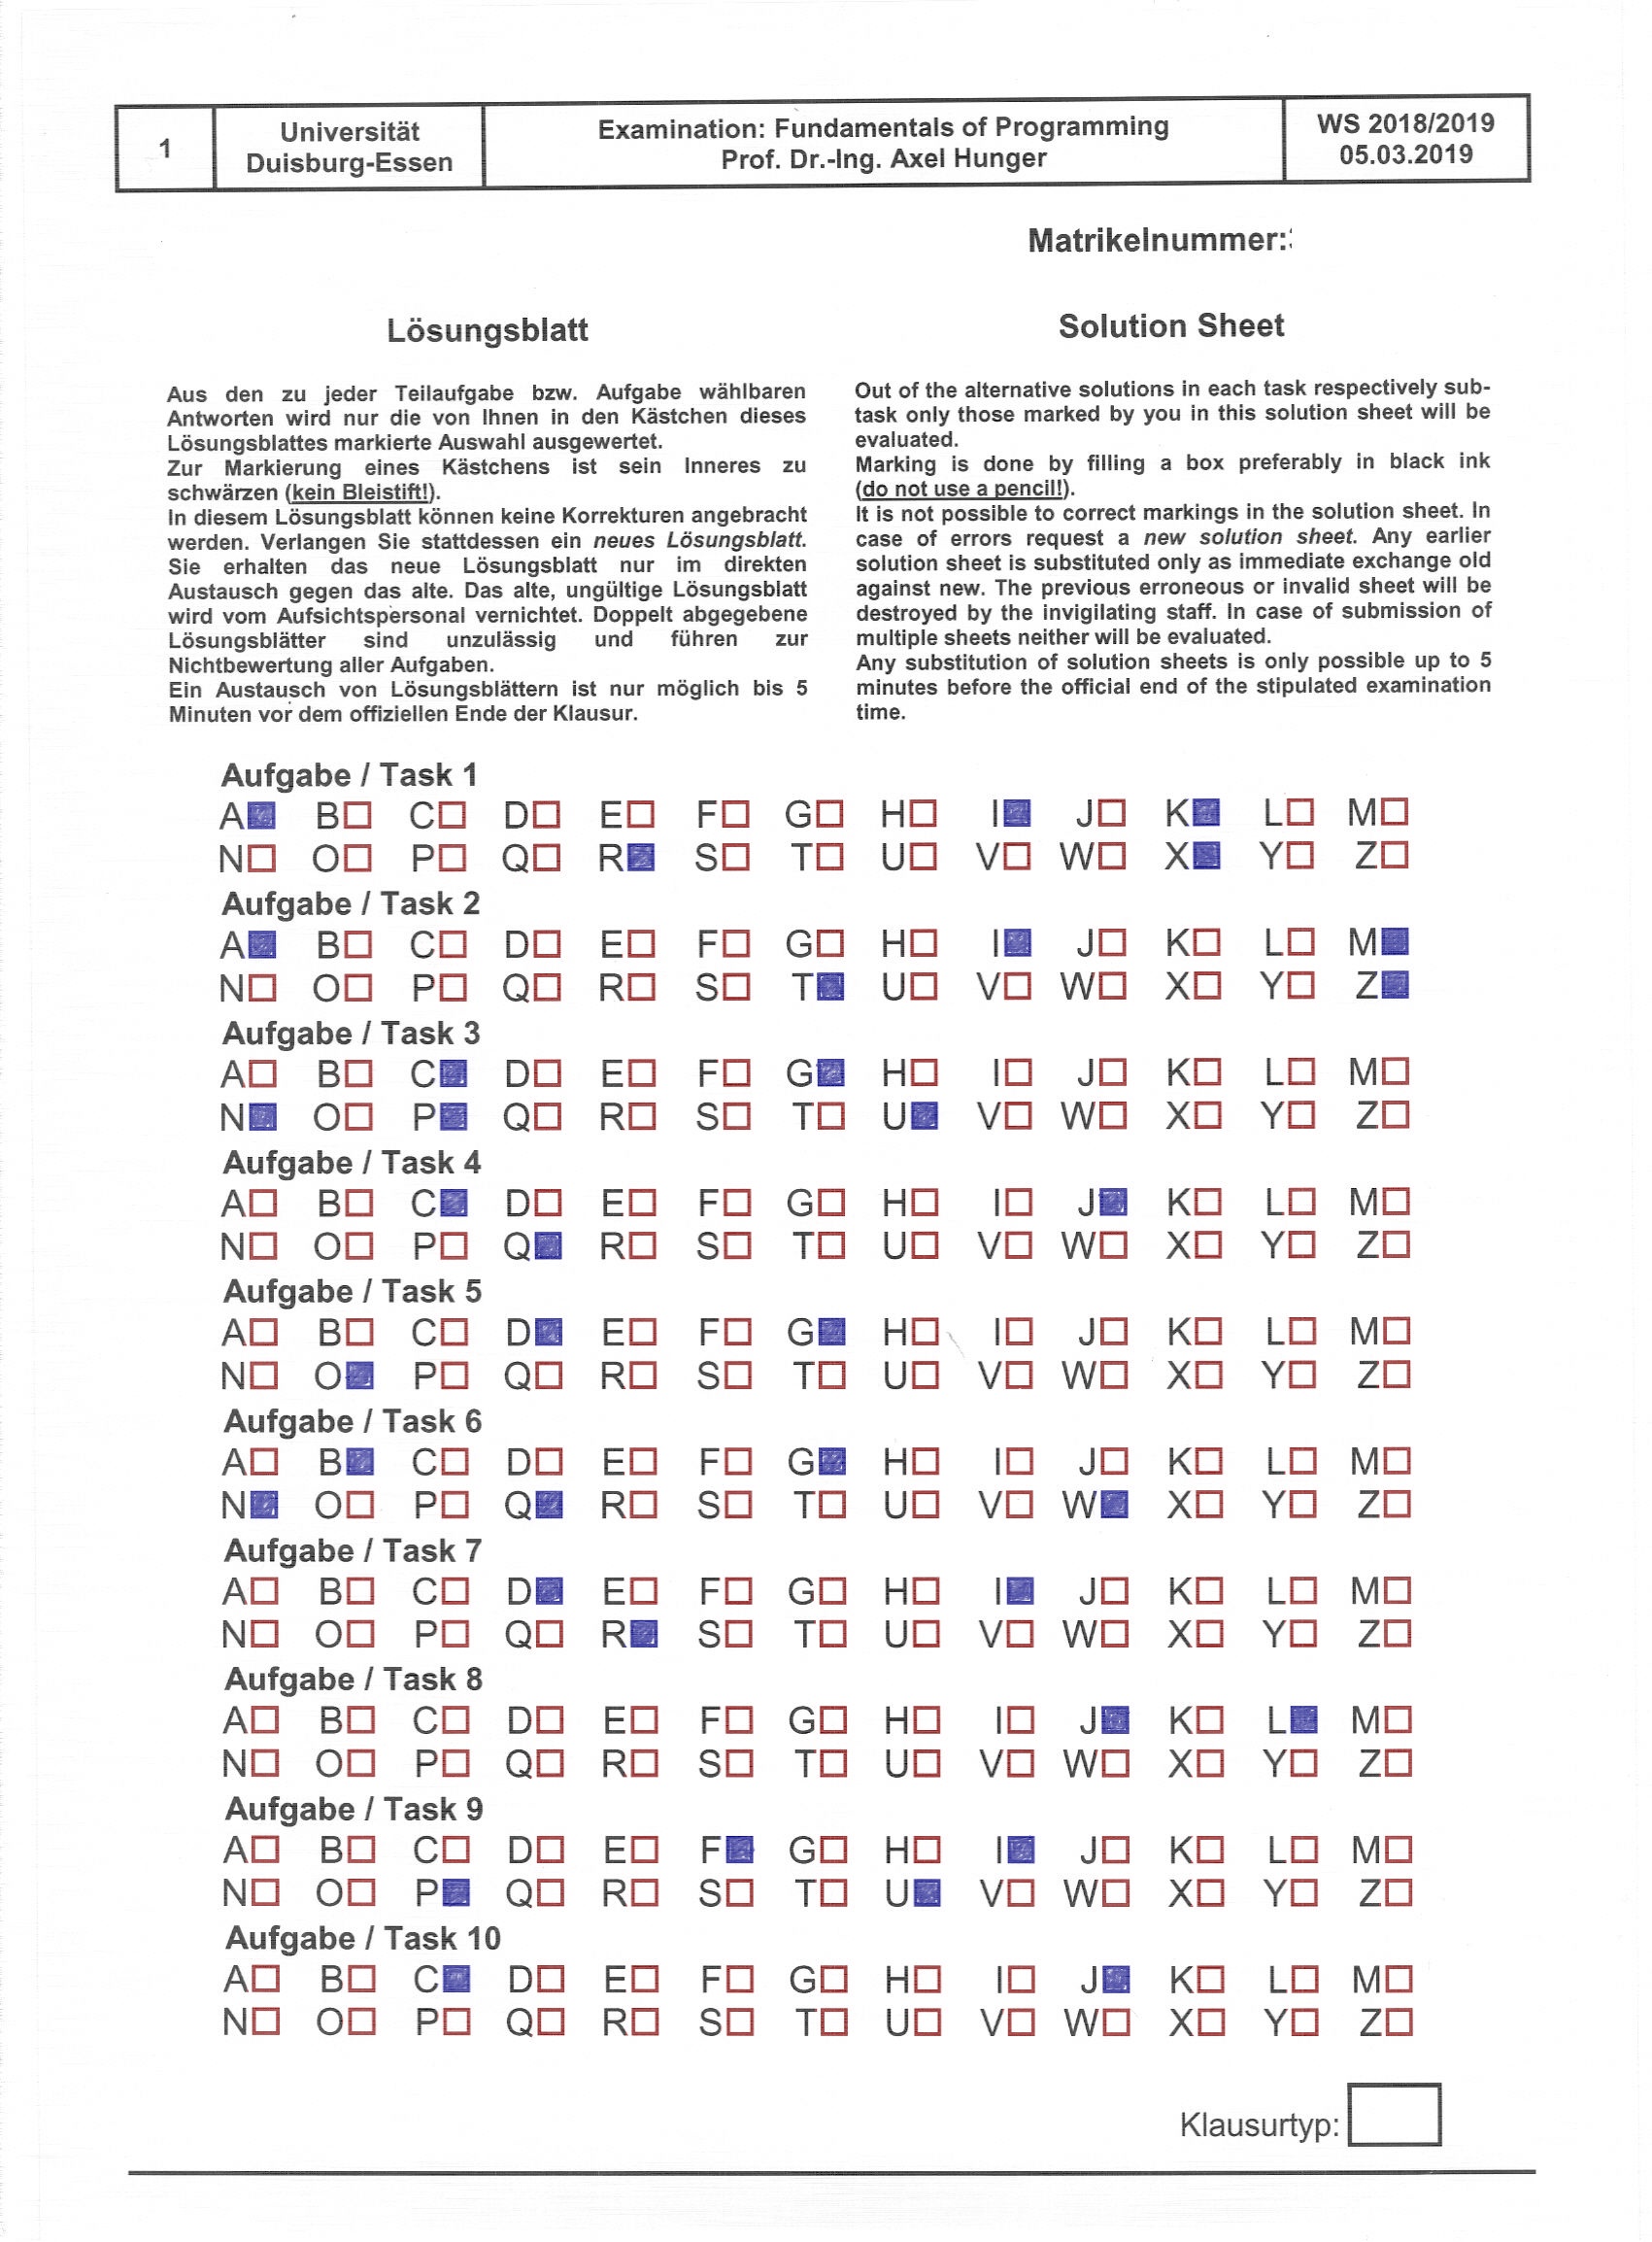 1
Universität
Duisburg-Essen
Examination: Fundamentals of Programming
Prof. Dr.-Ing. Axel Hunger
WS 2018/2019
05.03.2019
Matrikelnummer:
Lösungsblatt
Aus den zu jeder Teilaufgabe bzw. Aufgabe wählbaren
Antworten wird nur die von Ihnen in den Kästchen dieses
Lösungsblattes markierte Auswahl ausgewertet.
Zur Markierung eines Kästchens ist sein Inneres zu
schwärzen (kein Bleistift!).
In diesem Lösungsblatt können keine Korrekturen angebracht
werden. Verlangen Sie stattdessen ein neues Lösungsblatt.
Sie erhalten das neue Lösungsblatt nur im direkten
Austausch gegen das alte. Das alte, ungültige Lösungsblatt
wird vom Aufsichtspersonal vernichtet. Doppelt abgegebene
Lösungsblätter sind unzulässig und führen zur
Nichtbewertung aller Aufgaben.
Ein Austausch von Lösungsblättern ist nur möglich bis 5
Minuten vor dem offiziellen Ende der Klausur.
Solution Sheet
Out of the alternative solutions in each task respectively sub-
task only those marked by you in this solution sheet will be
evaluated.
Marking is done by filling a box preferably in black ink
(do not use a pencil!).
It is not possible to correct markings in the solution sheet. In
case of errors request a new solution sheet. Any earlier
solution sheet is substituted only as immediate exchange old
against new. The previous erroneous or invalid sheet will be
destroyed by the invigilating staff. In case of submission of
multiple sheets neither will be evaluated.
Any substitution of solution sheets is only possible up to 5
minutes before the official end of the stipulated examination
time.
Aufgabe / Task 1
A B C D E F G H I J K L M
N O P Q R S T U V W X Y Z
Aufgabe / Task 2
A B C D E F G H I J K L M
N O P Q R S T U V W X Y Z
Aufgabe / Task 3
A B C D E F G H I J K L M
N O P Q R S T U V W X Y Z
Aufgabe / Task 4
A B C D E F G H I J K L M
N O P Q R S T U V W X Y Z
Aufgabe / Task 5
A B C D E F G H I J K L M
N O P Q R S T U V W X Y Z
Aufgabe / Task 6
A B C D E F G H I J K L M
N O P Q R S T U V W X Y Z
Aufgabe / Task 7
A B C D E F G H I J K L M
N O P Q R S T U V W X Y Z
Aufgabe / Task 8
A B C D E F G H I J K L M
N O P Q R S T U V W X Y Z
Aufgabe / Task 9
A B C D E F G H I J K L M
N O P Q R S T U V W X Y Z
Aufgabe / Task 10
A B C D E F G H I J K L M
N O P Q R S T U V W X Y Z
Klausurtyp: